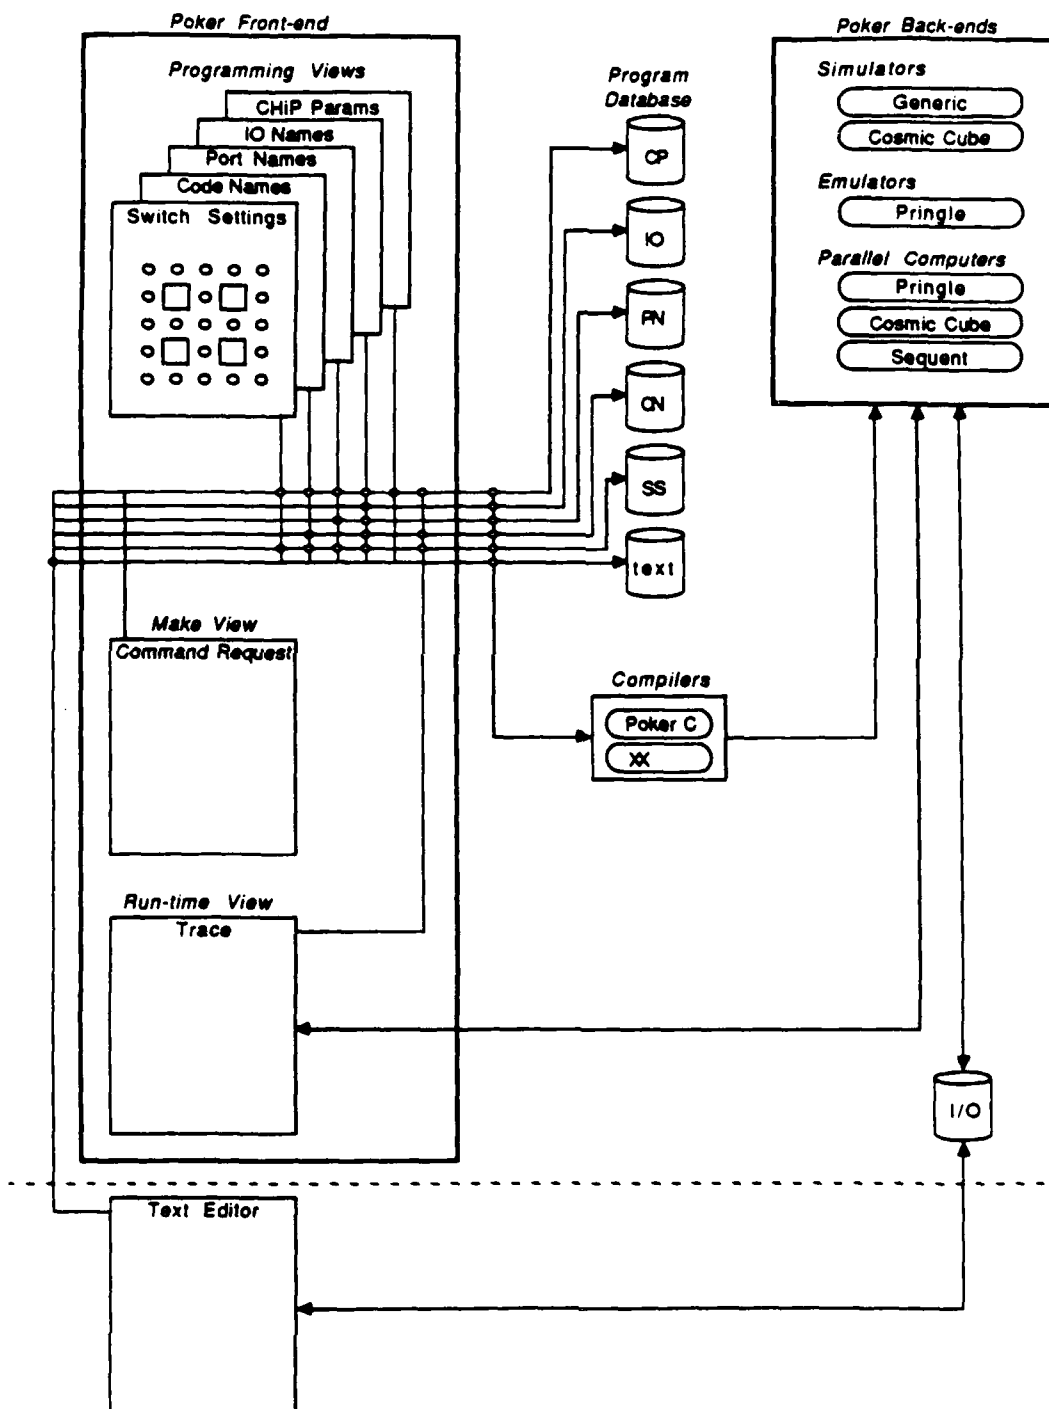 Poker Front-end
Programming Views
CHiP Params
IO Names
Port Names
Code Names
Switch Settings
Program
Database
CP
IO
PN
CN
SS
text
Poker Back-ends
Simulators
Generic
Cosmic Cube
Emulators
Pringle
Parallel Computers
Pringle
Cosmic Cube
Sequent
Make View
Command Request
Compilers
Poker C
XX
Run-time View
Trace
I/O
Text Editor